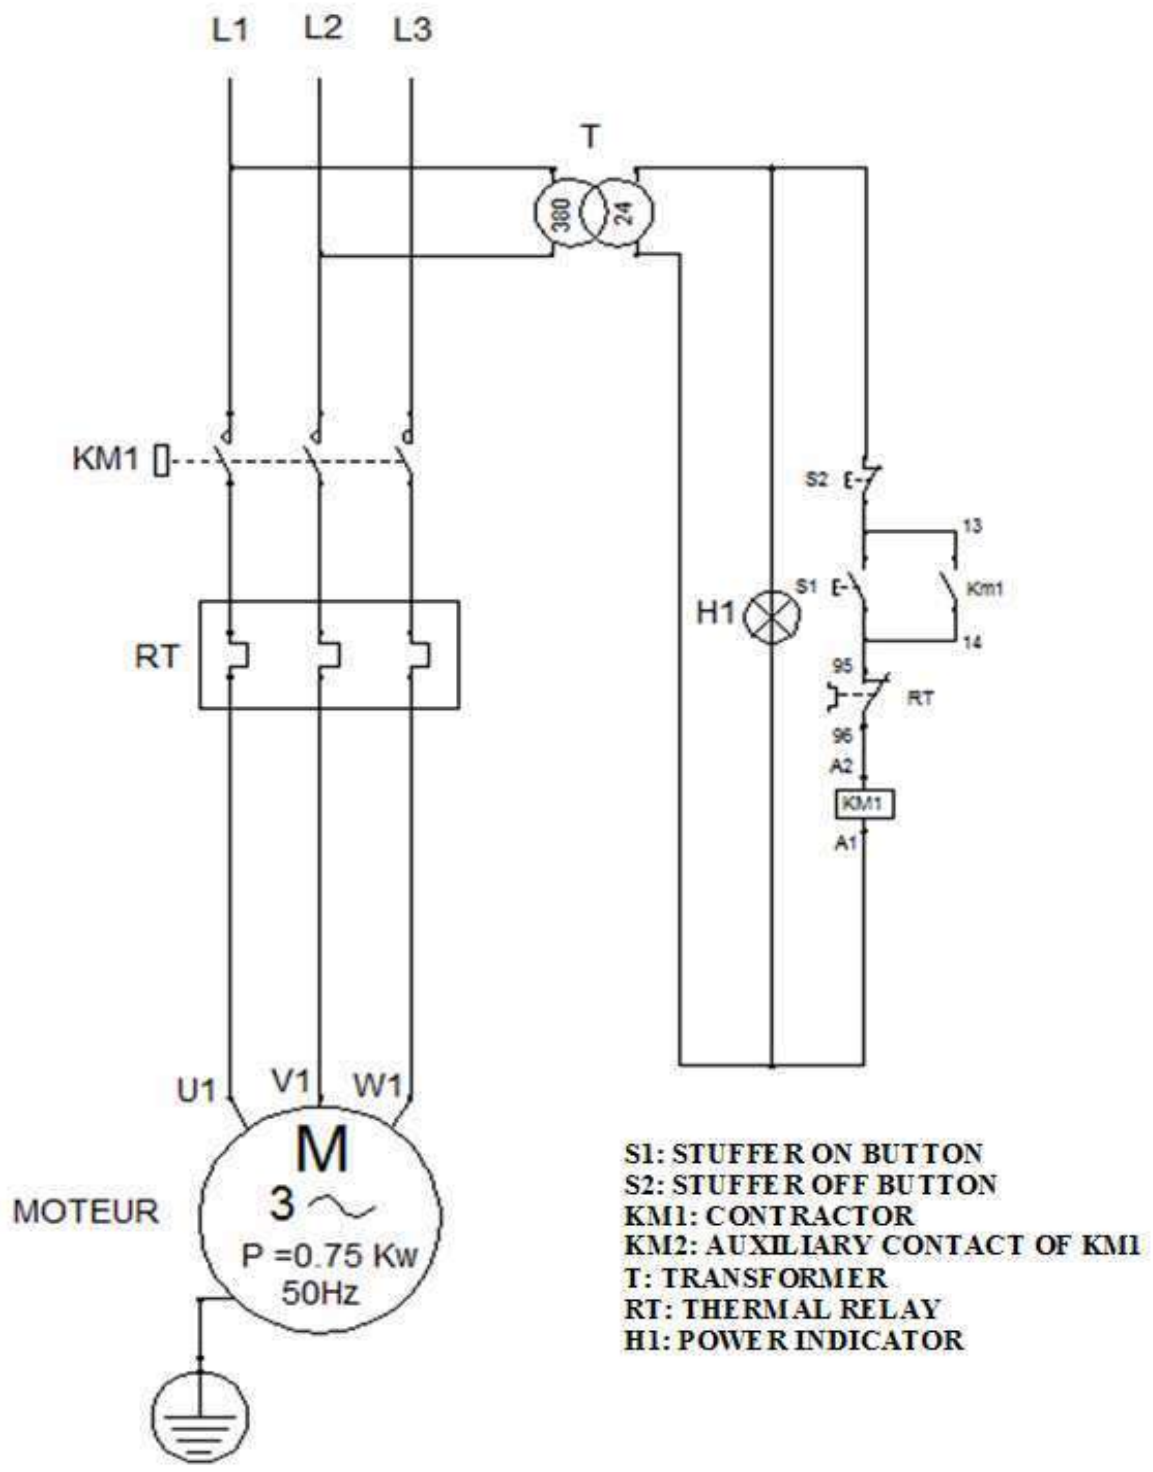 L1 L2 L3
T
380 24
KM1
S2
13
S1 Km1
H1
14
RT
95
RT
96
A2
KM1
A1
U1 V1 W1
M
3
MOTEUR
P =0.75 Kw
50Hz
S1: STUFFER ON BUTTON
S2: STUFFER OFF BUTTON
KM1: CONTRACTOR
KM2: AUXILIARY CONTACT OF KM1
T: TRANSFORMER
RT: THERMAL RELAY
H1: POWER INDICATOR